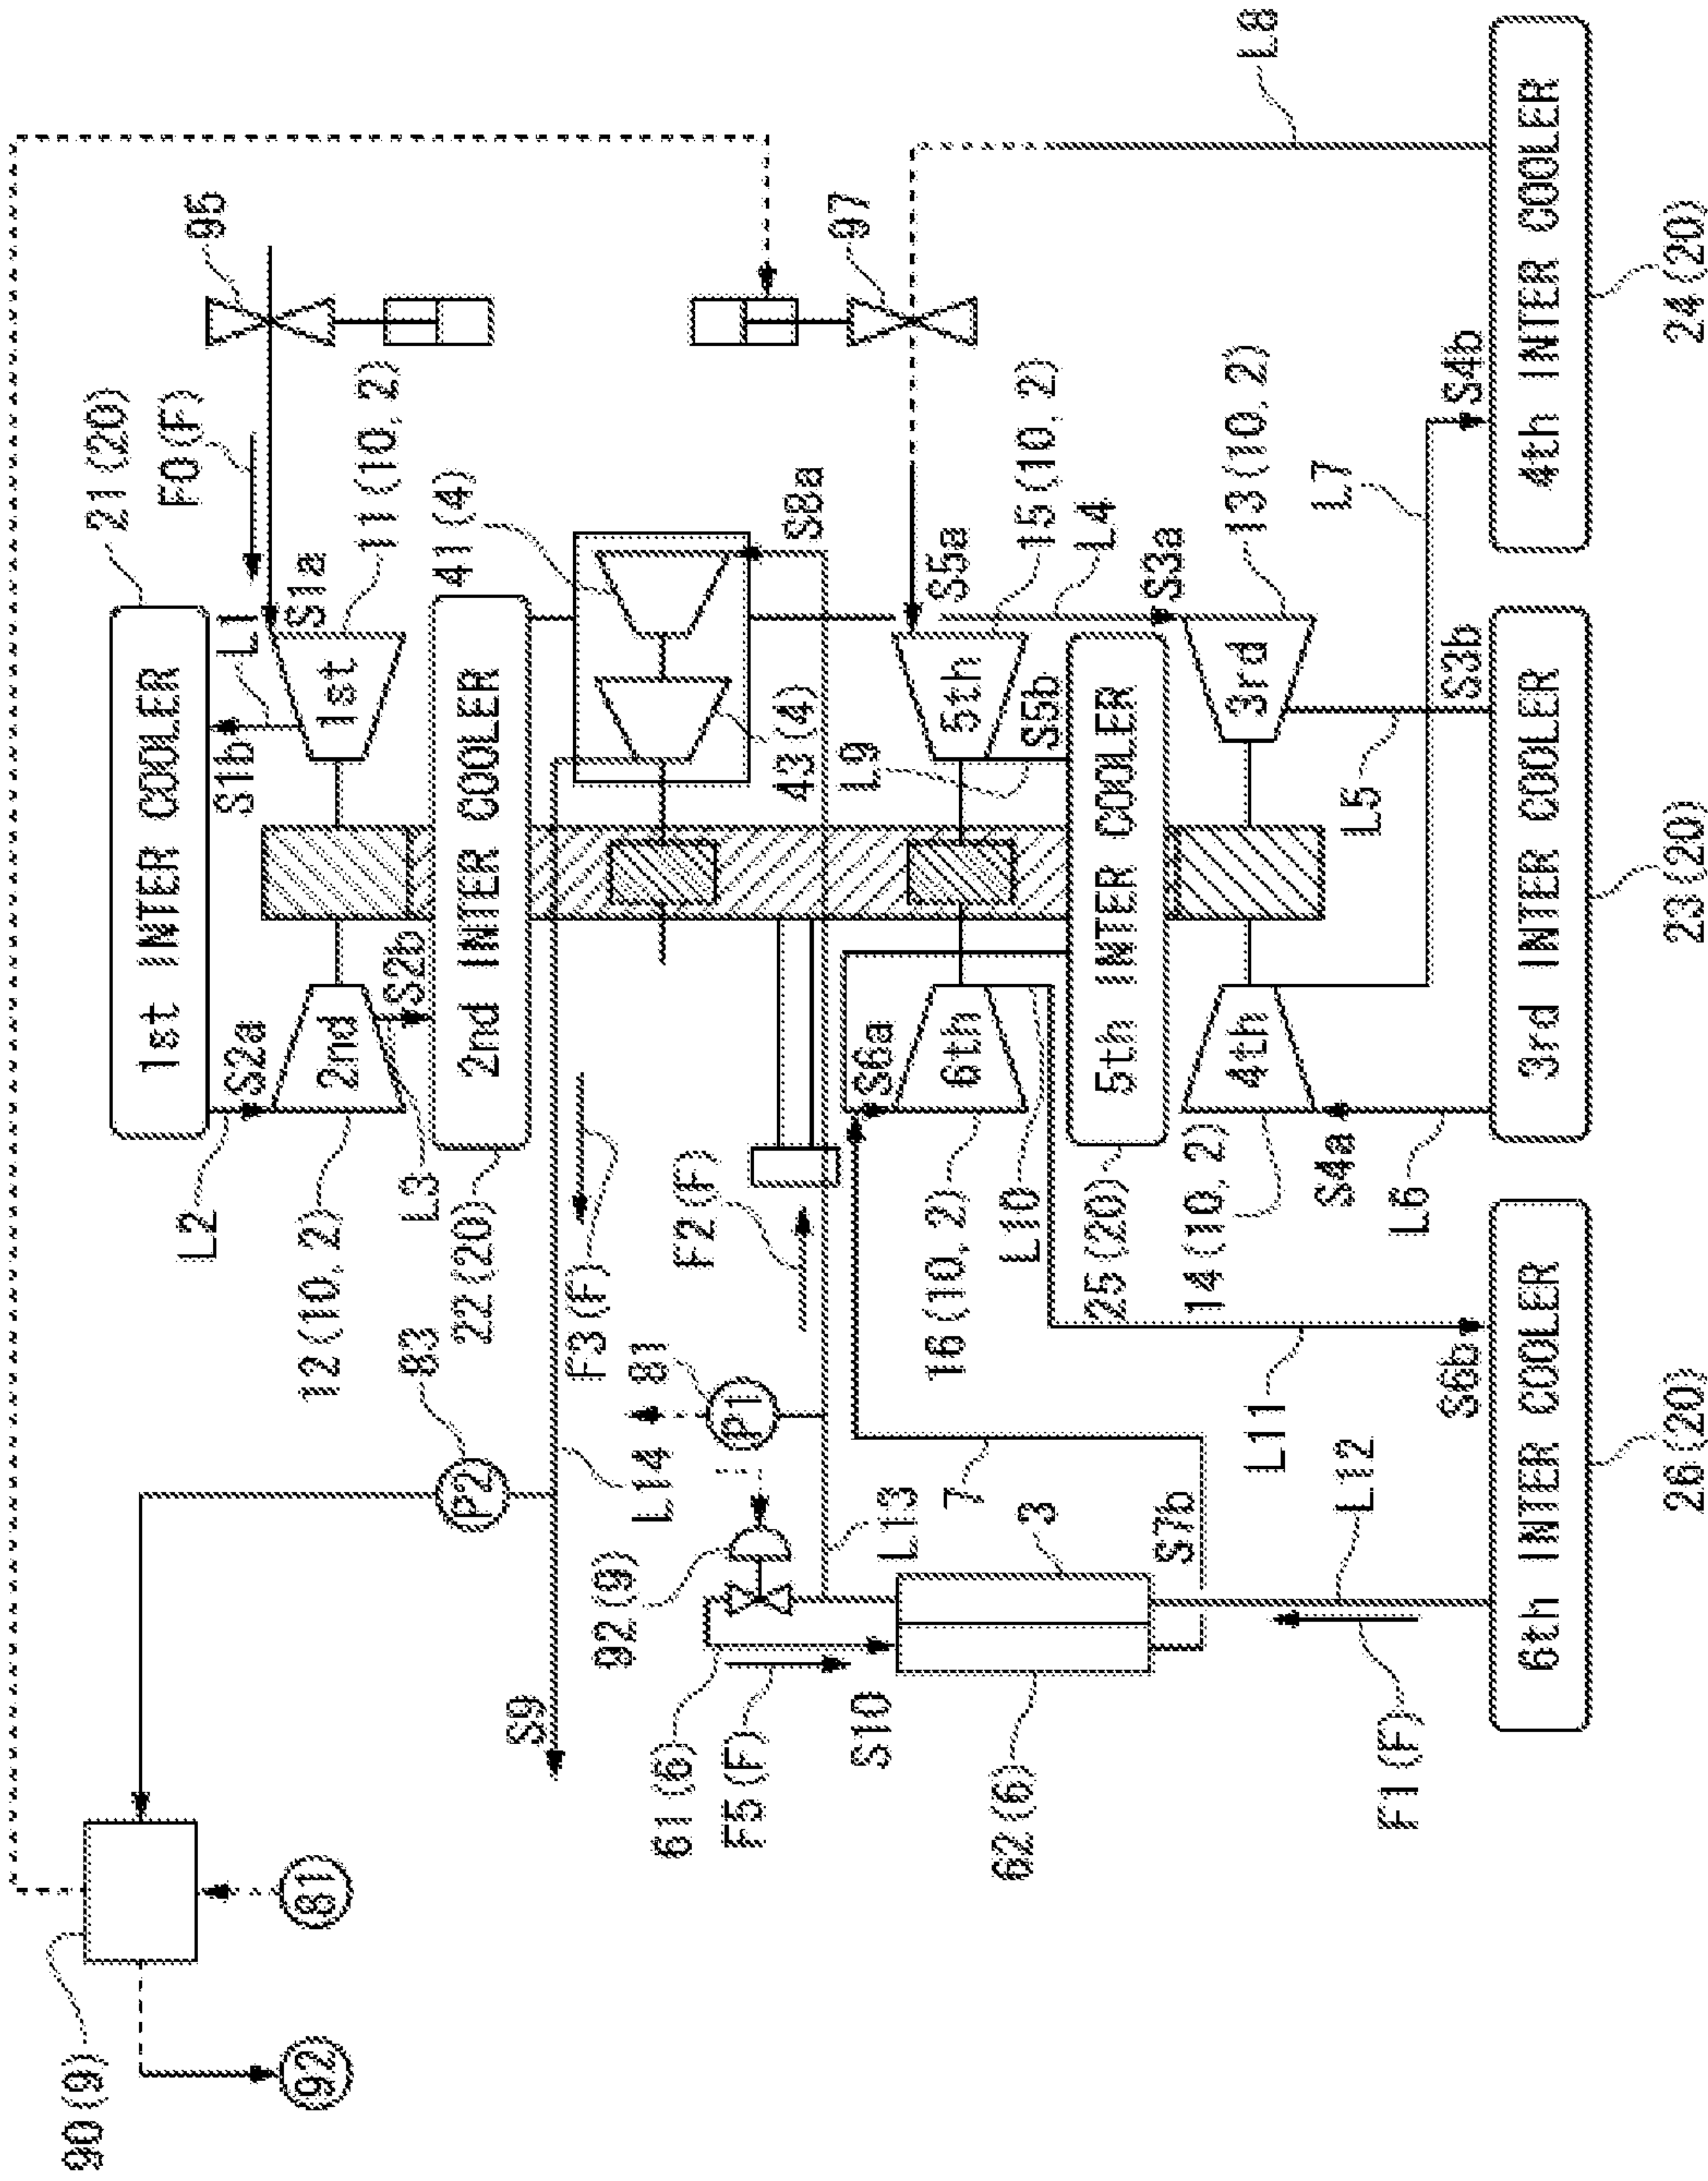 90(9)
92
81
83
P2
S9
12(10, 2)
L2
S2a
2nd
S2b
L3
22(20)
2nd INTER COOLER
1st INTER COOLER
21(20)
S1b
L1
S1a
1st
11(10, 2)
F0(F)
95
41(4)
43(4)
S8a
F3(F)
L14
81
P1
92(9)
61(6)
F5(F)
S10
62(6)
3
L13
7
S7b
F2(F)
S6a
6th
16(10, 2)
L10
L9
5th
S5a
S5b
15(10, 2)
97
L8
L4
25(20)
5th INTER COOLER
14(10, 2)
4th
S4a
L6
3rd
S3a
13(10, 2)
L5
S3b
L7
S4b
L11
S6b
L12
F1(F)
6th INTER COOLER
26(20)
3rd INTER COOLER
23(20)
4th INTER COOLER
24(20)